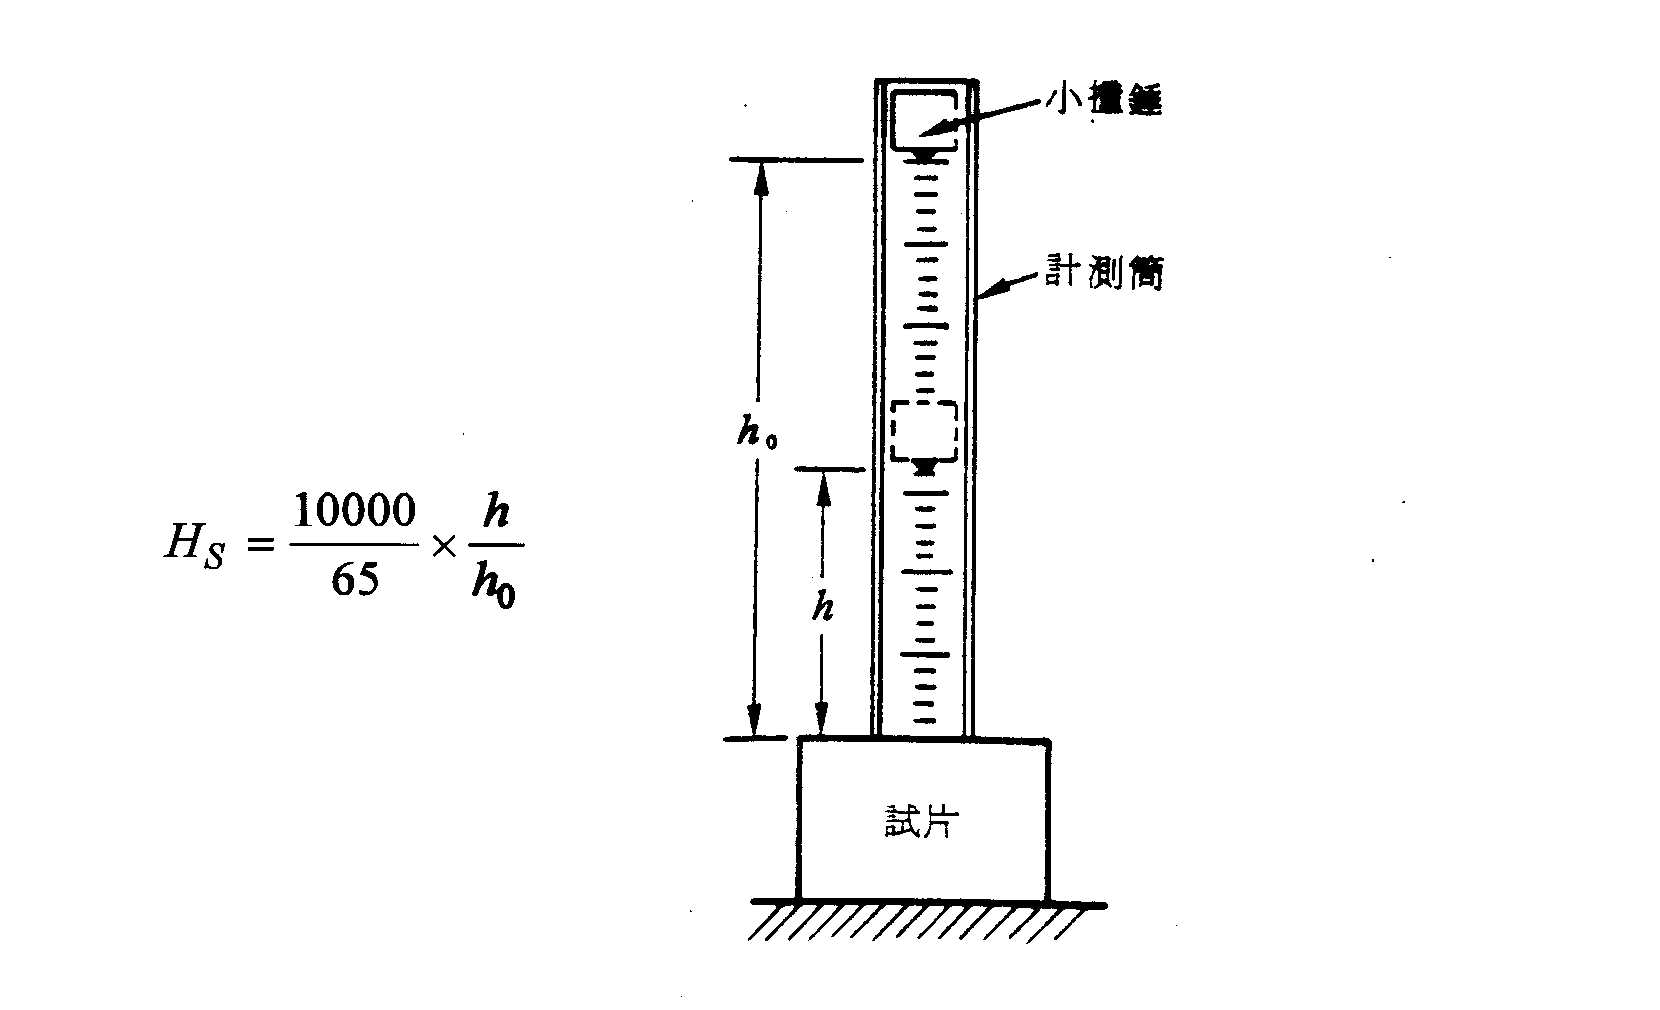 小撞錘
計測筒
h₀
h
H_S = 10000/65 × h/h₀
試片